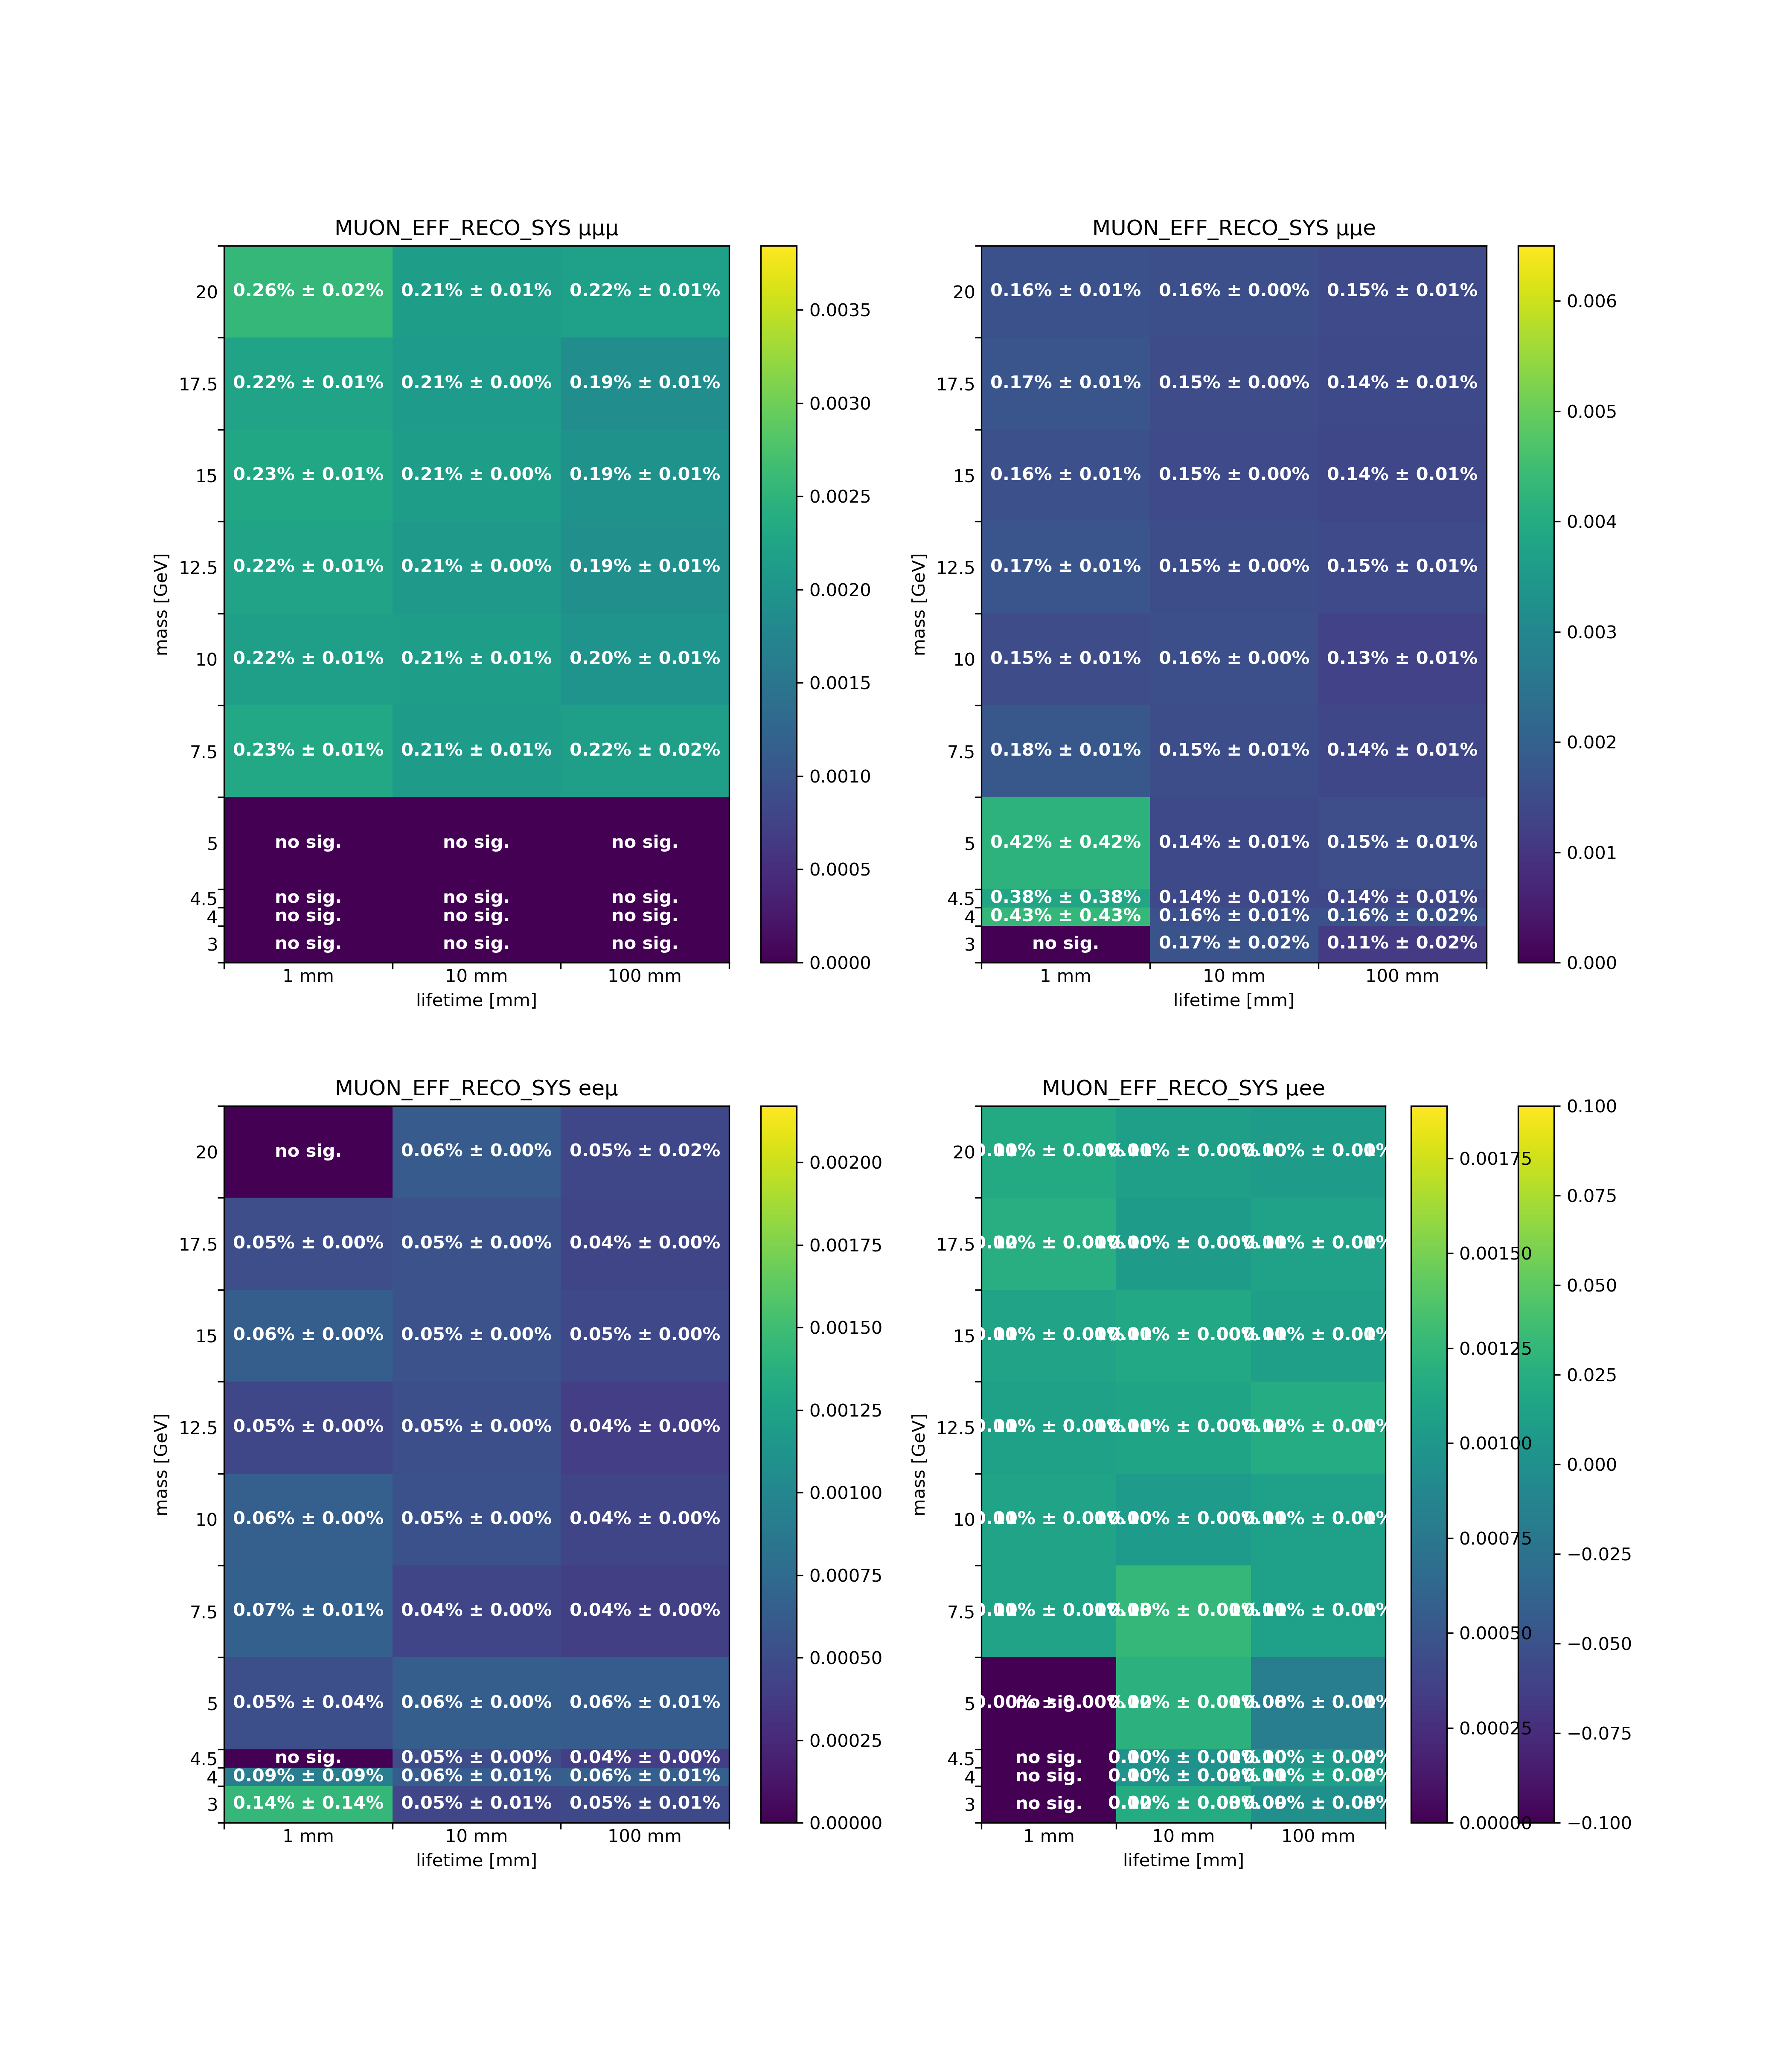 MUON_EFF_RECO_SYS μμμ
0.0035
0.0030
0.0025
0.0020
0.0015
0.0010
0.0005
0.0000
mass [GeV]
20 0.26% ± 0.02% 0.21% ± 0.01% 0.22% ± 0.01%
17.5 0.22% ± 0.01% 0.21% ± 0.00% 0.19% ± 0.01%
15 0.23% ± 0.01% 0.21% ± 0.00% 0.19% ± 0.01%
12.5 0.22% ± 0.01% 0.21% ± 0.00% 0.19% ± 0.01%
10 0.22% ± 0.01% 0.21% ± 0.01% 0.20% ± 0.01%
7.5 0.23% ± 0.01% 0.21% ± 0.01% 0.22% ± 0.02%
5 no sig. no sig. no sig.
4.5 no sig. no sig. no sig.
4 no sig. no sig. no sig.
3 no sig. no sig. no sig.
1 mm 10 mm 100 mm
lifetime [mm]
MUON_EFF_RECO_SYS μμe
0.006
0.005
0.004
0.003
0.002
0.001
0.000
mass [GeV]
20 0.16% ± 0.01% 0.16% ± 0.00% 0.15% ± 0.01%
17.5 0.17% ± 0.01% 0.15% ± 0.00% 0.14% ± 0.01%
15 0.16% ± 0.01% 0.15% ± 0.00% 0.14% ± 0.01%
12.5 0.17% ± 0.01% 0.15% ± 0.00% 0.15% ± 0.01%
10 0.15% ± 0.01% 0.16% ± 0.00% 0.13% ± 0.01%
7.5 0.18% ± 0.01% 0.15% ± 0.01% 0.14% ± 0.01%
5 0.42% ± 0.42% 0.14% ± 0.01% 0.15% ± 0.01%
4.5 0.38% ± 0.38% 0.14% ± 0.01% 0.14% ± 0.01%
4 0.43% ± 0.43% 0.16% ± 0.01% 0.16% ± 0.02%
3 no sig. 0.17% ± 0.02% 0.11% ± 0.02%
1 mm 10 mm 100 mm
lifetime [mm]
MUON_EFF_RECO_SYS eeμ
0.00200
0.00175
0.00150
0.00125
0.00100
0.00075
0.00050
0.00025
0.00000
mass [GeV]
20 no sig. 0.06% ± 0.00% 0.05% ± 0.02%
17.5 0.05% ± 0.00% 0.05% ± 0.00% 0.04% ± 0.00%
15 0.06% ± 0.00% 0.05% ± 0.00% 0.05% ± 0.00%
12.5 0.05% ± 0.00% 0.05% ± 0.00% 0.04% ± 0.00%
10 0.06% ± 0.00% 0.05% ± 0.00% 0.04% ± 0.00%
7.5 0.07% ± 0.01% 0.04% ± 0.00% 0.04% ± 0.00%
5 0.05% ± 0.04% 0.06% ± 0.00% 0.06% ± 0.01%
4.5 no sig. 0.05% ± 0.00% 0.04% ± 0.00%
4 0.09% ± 0.09% 0.06% ± 0.01% 0.06% ± 0.01%
3 0.14% ± 0.14% 0.05% ± 0.01% 0.05% ± 0.01%
1 mm 10 mm 100 mm
lifetime [mm]
MUON_EFF_RECO_SYS μee
0.00175
0.00150
0.00125
0.00100
0.00075
0.00050
0.00025
0.00000
0.100
0.075
0.050
0.025
0.000
−0.025
−0.050
−0.075
−0.100
mass [GeV]
20
17.5
15
12.5
10
7.5
5 no sig.
4.5 no sig.
4 no sig.
3 no sig.
1 mm 10 mm 100 mm
lifetime [mm]